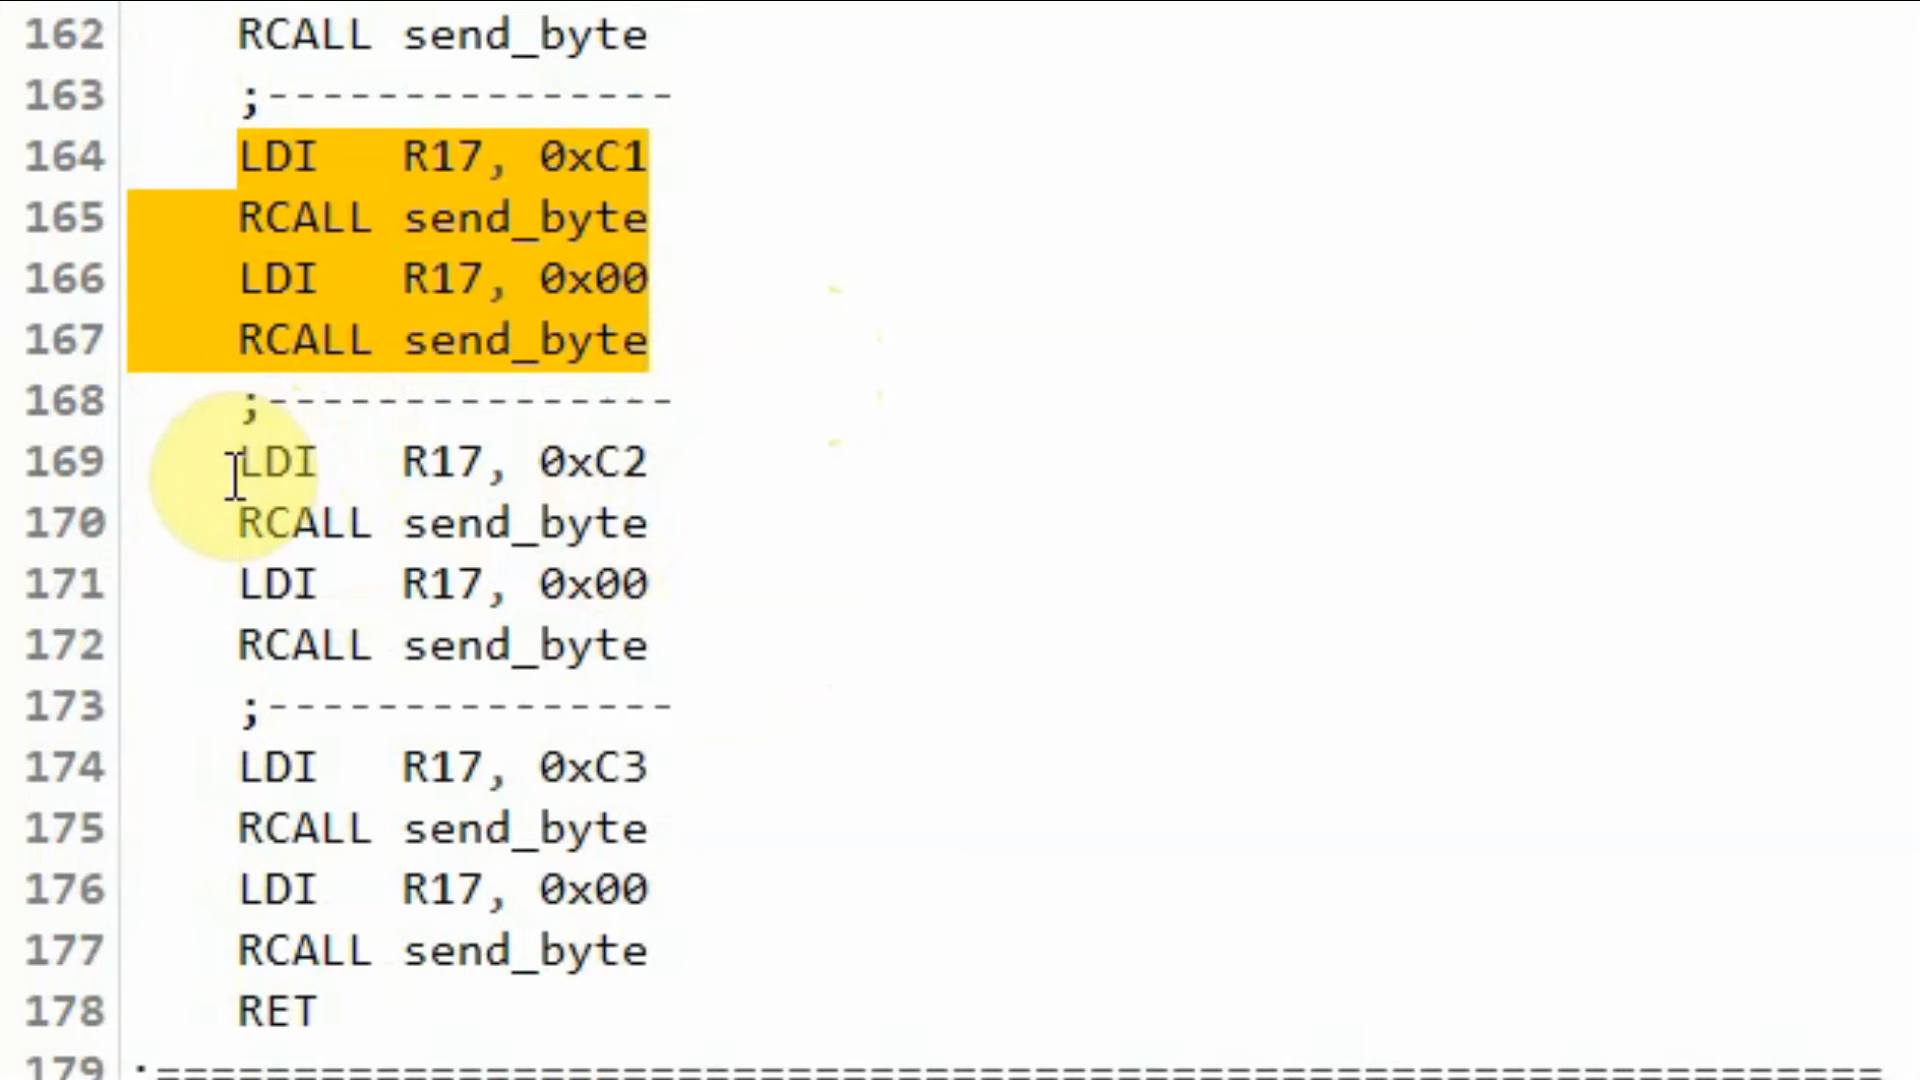 162 RCALL send_byte
163 ;---------------
164 LDI R17, 0xC1
165 RCALL send_byte
166 LDI R17, 0x00
167 RCALL send_byte
168 ;---------------
169 LDI R17, 0xC2
170 RCALL send_byte
171 LDI R17, 0x00
172 RCALL send_byte
173 ;---------------
174 LDI R17, 0xC3
175 RCALL send_byte
176 LDI R17, 0x00
177 RCALL send_byte
178 RET
179 ;===============================================================